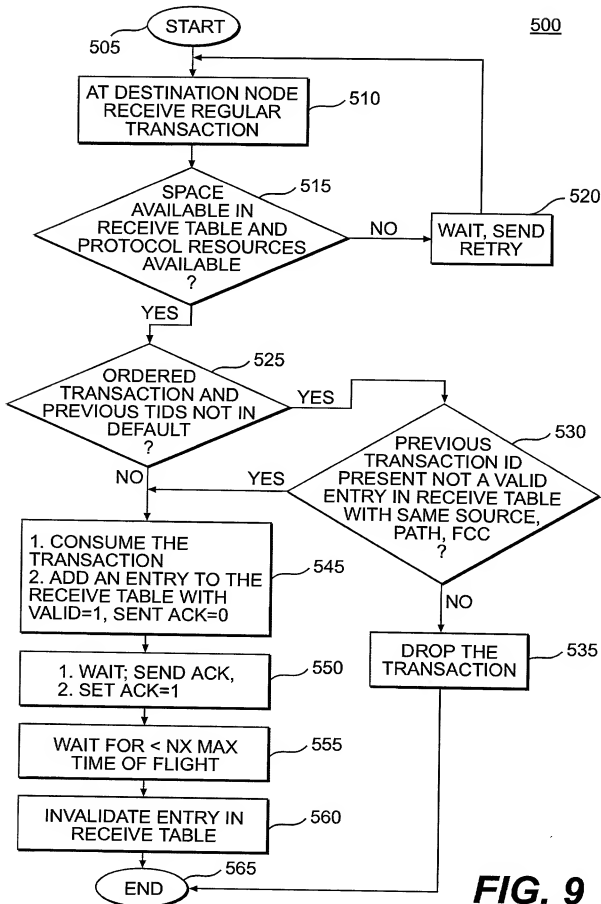 START
500
505
AT DESTINATION NODE
RECEIVE REGULAR
TRANSACTION
510
SPACE
AVAILABLE IN
RECEIVE TABLE AND
PROTOCOL RESOURCES
AVAILABLE
?
515
NO
WAIT, SEND
RETRY
520
YES
ORDERED
TRANSACTION AND
PREVIOUS TIDS NOT IN
DEFAULT
?
525
YES
NO
PREVIOUS
TRANSACTION ID
PRESENT NOT A VALID
ENTRY IN RECEIVE TABLE
WITH SAME SOURCE,
PATH, FCC
?
530
YES
NO
1. CONSUME THE
TRANSACTION
2. ADD AN ENTRY TO THE
RECEIVE TABLE WITH
VALID=1, SENT ACK=0
545
DROP THE
TRANSACTION
535
1. WAIT; SEND ACK,
2. SET ACK=1
550
WAIT FOR < NX MAX
TIME OF FLIGHT
555
INVALIDATE ENTRY IN
RECEIVE TABLE
560
END
565
FIG. 9